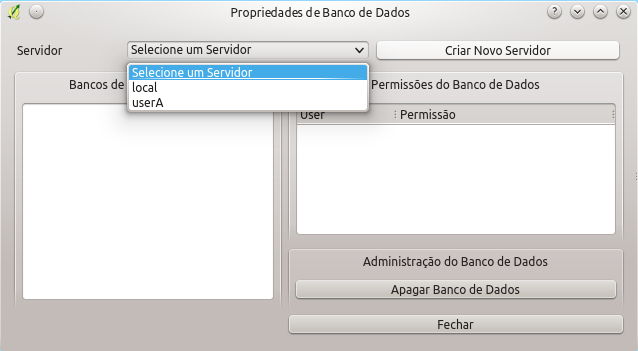 Propriedades de Banco de Dados
Servidor
Selecione um Servidor
Criar Novo Servidor
Selecione um Servidor
local
userA
Bancos de
Permissões do Banco de Dados
User
Permissão
Administração do Banco de Dados
Apagar Banco de Dados
Fechar